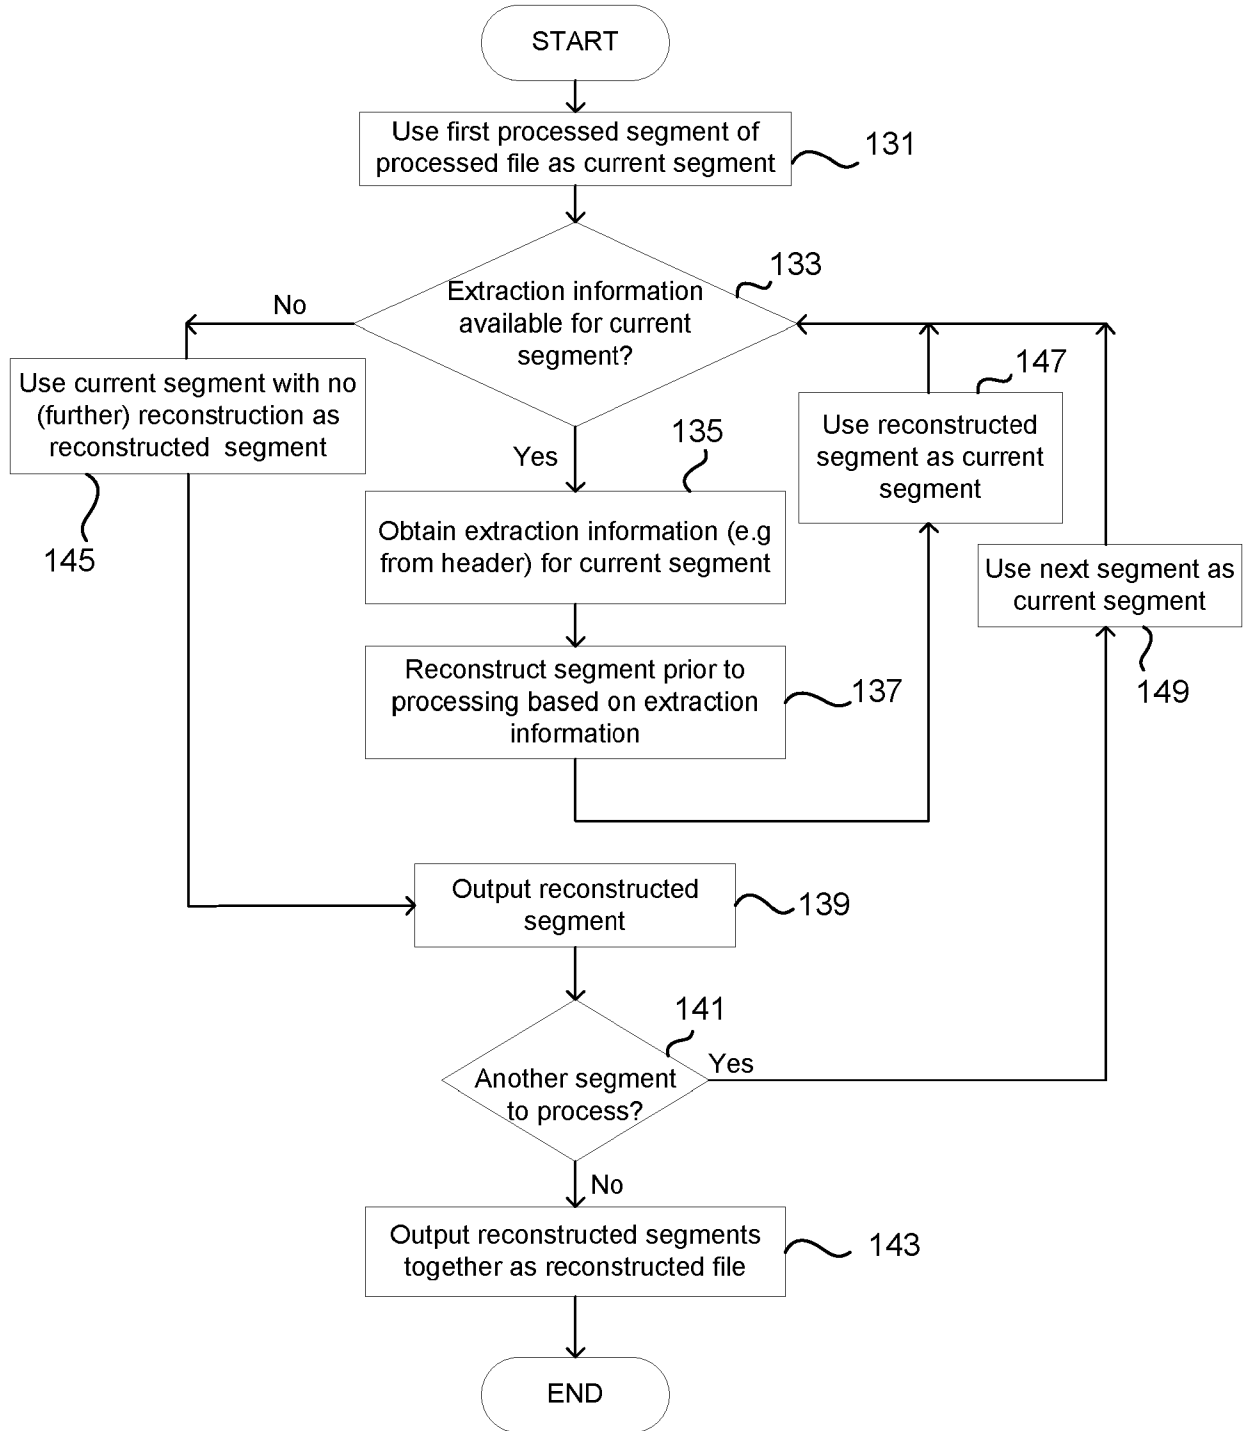 START
Use first processed segment of
processed file as current segment
131
133
Extraction information
available for current
segment?
No
Use current segment with no
(further) reconstruction as
reconstructed  segment
145
Yes
135
147
Use reconstructed
segment as current
segment
Obtain extraction information (e.g
from header) for current segment
Use next segment as
current segment
149
Reconstruct segment prior to
processing based on extraction
information
137
Output reconstructed
segment
139
141
Another segment
to process?
Yes
No
Output reconstructed segments
together as reconstructed file
143
END